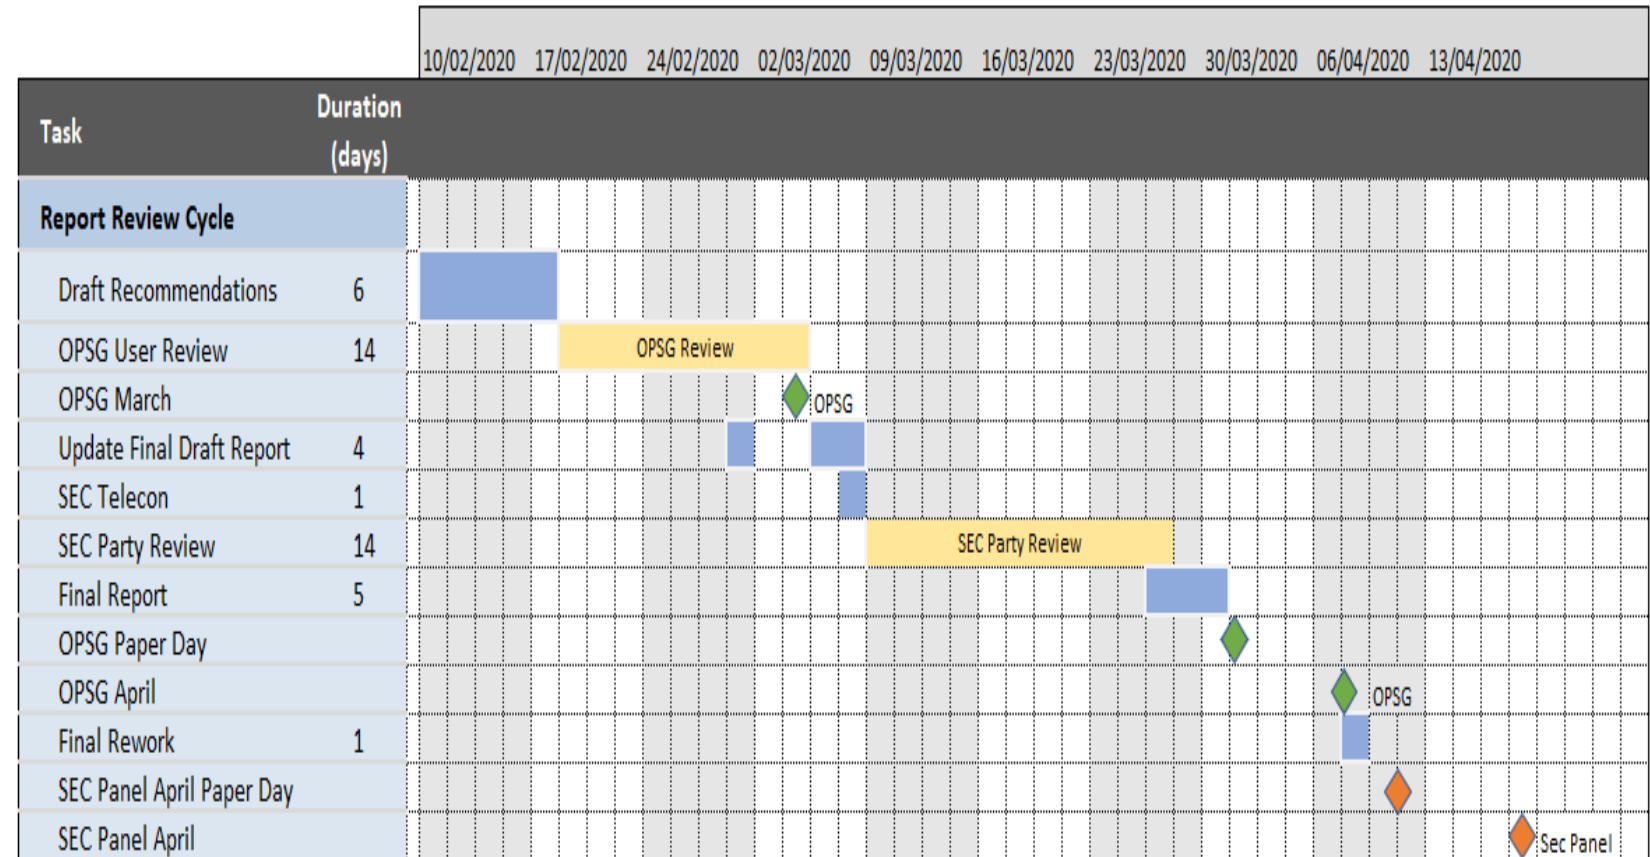 10/02/2020 17/02/2020 24/02/2020 02/03/2020 09/03/2020 16/03/2020 23/03/2020 30/03/2020 06/04/2020 13/04/2020
Task Duration (days)
Report Review Cycle
Draft Recommendations 6
OPSG User Review 14 OPSG Review
OPSG March OPSG
Update Final Draft Report 4
SEC Telecon 1
SEC Party Review 14 SEC Party Review
Final Report 5
OPSG Paper Day
OPSG April OPSG
Final Rework 1
SEC Panel April Paper Day
SEC Panel April Sec Panel